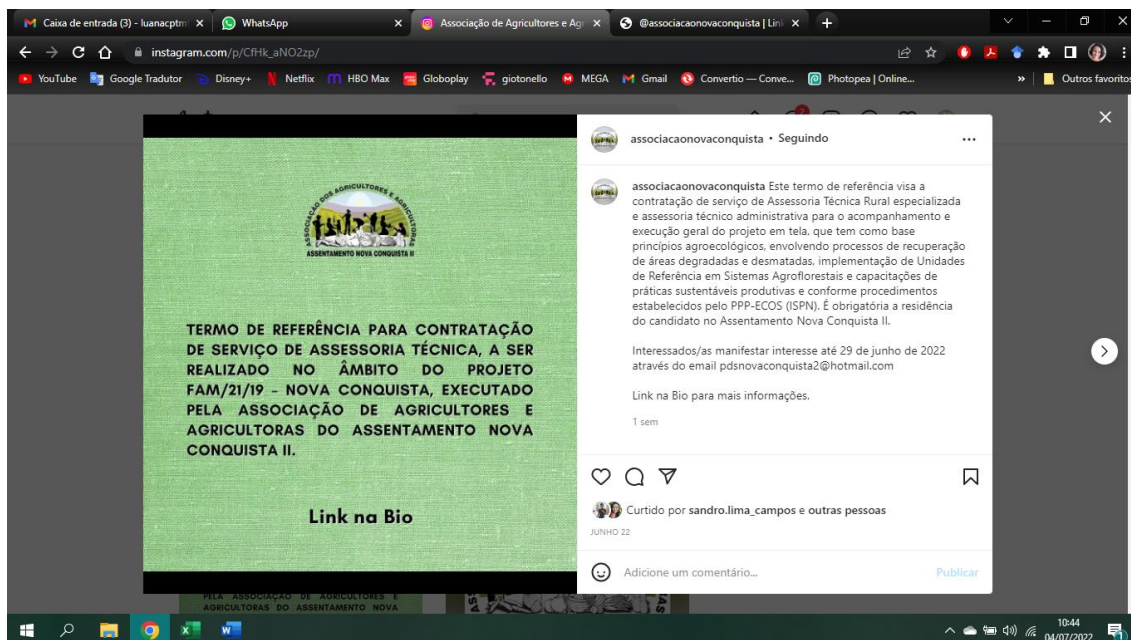 Caixa de entrada (3) - luanacptm
WhatsApp
Associação de Agricultores e Agr
@associacaonovaconquista | Lin
instagram.com/p/CfHk_aNO2zp/
YouTube
Google Tradutor
Disney+
Netflix
HBO Max
Globoplay
giotonello
MEGA
Gmail
Convertio — Conve...
Photopea | Online...
»
Outros favoritos
ASSOCIAÇÃO DOS AGRICULTORES E AGRICULTORAS
ASSENTAMENTO NOVA CONQUISTA II
TERMO DE REFERÊNCIA PARA CONTRATAÇÃO
DE SERVIÇO DE ASSESSORIA TÉCNICA, A SER
REALIZADO NO ÂMBITO DO PROJETO
FAM/21/19 – NOVA CONQUISTA, EXECUTADO
PELA ASSOCIAÇÃO DE AGRICULTORES E
AGRICULTORAS DO ASSENTAMENTO NOVA
CONQUISTA II.
Link na Bio
PELA ASSOCIAÇÃO DE AGRICULTORES E
AGRICULTORAS DO ASSENTAMENTO NOVA
associacaonovaconquista • Seguindo
associacaonovaconquista Este termo de referência visa a
contratação de serviço de Assessoria Técnica Rural especializada
e assessoria técnico administrativa para o acompanhamento e
execução geral do projeto em tela, que tem como base
princípios agroecológicos, envolvendo processos de recuperação
de áreas degradadas e desmatadas, implementação de Unidades
de Referência em Sistemas Agroflorestais e capacitações de
práticas sustentáveis produtivas e conforme procedimentos
estabelecidos pelo PPP-ECOS (ISPN). É obrigatória a residência
do candidato no Assentamento Nova Conquista II.
Interessados/as manifestar interesse até 29 de junho de 2022
através do email pdsnovaconquista2@hotmail.com
Link na Bio para mais informações.
1 sem
Curtido por sandro.lima_campos e outras pessoas
JUNHO 22
Adicione um comentário...
Publicar
10:44
04/07/2022